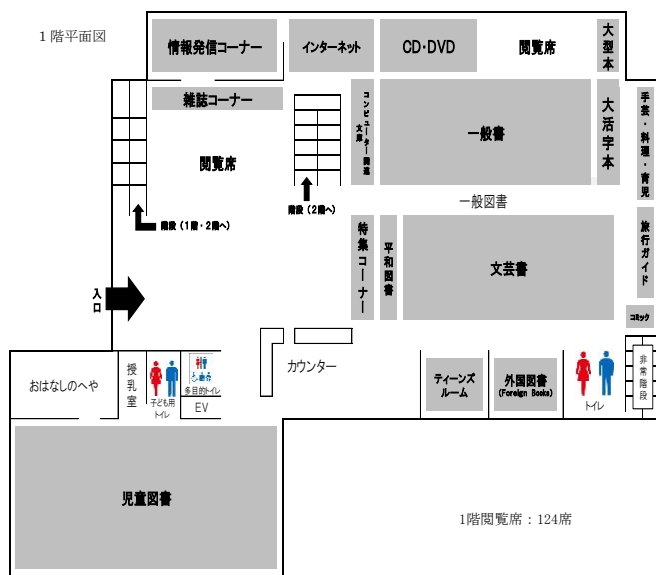 1階平面図
情報発信コーナー
インターネット
CD・DVD
閲覧席
大型本
雑誌コーナー
コンピューター関連
文庫
一般書
大活字本
手芸・料理・育児
閲覧席
階段(1階・2階へ)
階段(2階へ)
一般図書
特集コーナー
平和図書
文芸書
旅行ガイド
入口
コミック
おはなしのへや
授乳室
子ども用
トイレ
多目的トイレ
EV
カウンター
ティーンズ
ルーム
外国図書
(Foreign Books)
トイレ
非常階段
児童図書
1階閲覧席:124席